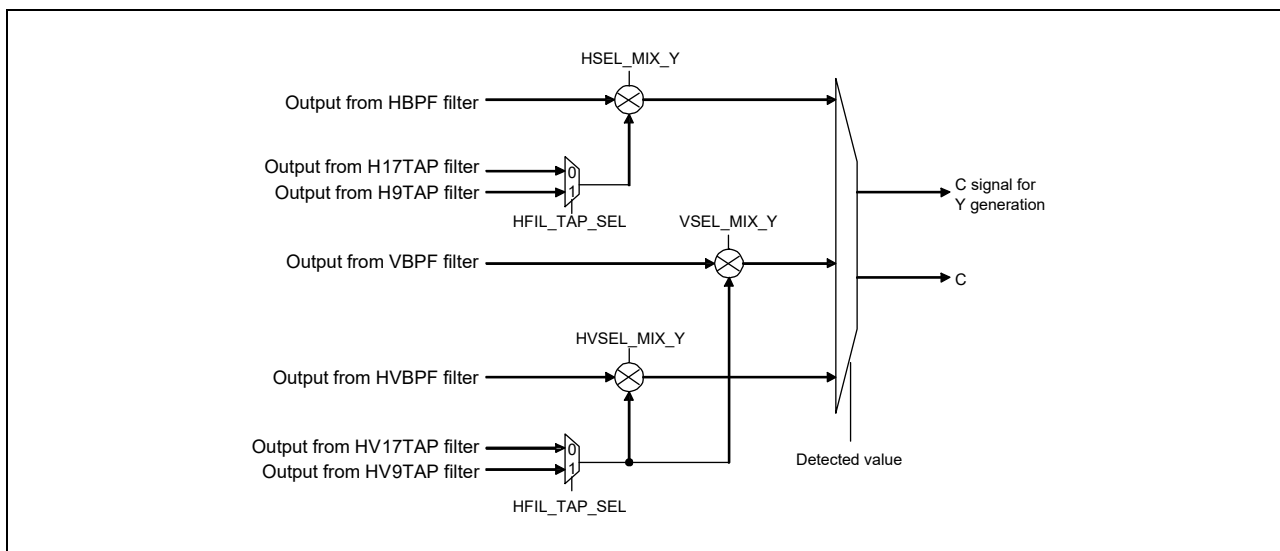 HSEL_MIX_Y
Output from HBPF filter
Output from H17TAP filter
0
Output from H9TAP filter
1
C signal for
Y generation
HFIL_TAP_SEL
VSEL_MIX_Y
Output from VBPF filter
C
HVSEL_MIX_Y
Output from HVBPF filter
Output from HV17TAP filter
0
Output from HV9TAP filter
1
Detected value
HFIL_TAP_SEL